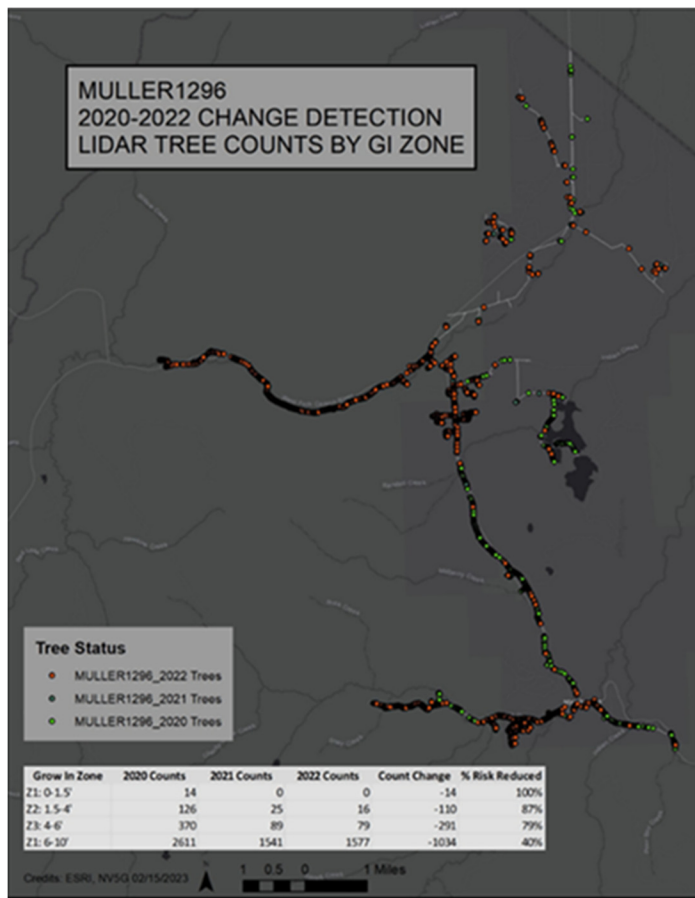 MULLER1296
2020-2022 CHANGE DETECTION
LIDAR TREE COUNTS BY GI ZONE
Tree Status
MULLER1296_2022 Trees
MULLER1296_2021 Trees
MULLER1296_2020 Trees
Grow In Zone 2020 Counts 2021 Counts 2022 Counts Count Change % Risk Reduced
Z1: 0-1.5' 14 0 0 -14 100%
Z2: 1.5-4' 126 25 16 -110 87%
Z3: 4-6' 370 89 79 -291 79%
Z1: 6-10' 2611 1541 1577 -1034 40%
Credits: ESRI, NV5G 02/15/2023
N
1 0.5 0 1 Miles